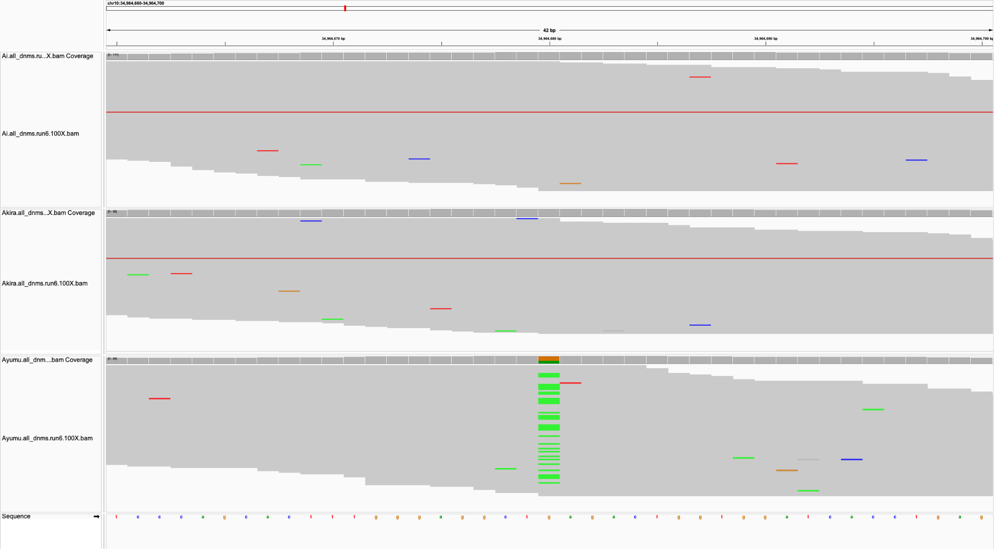 chr10:34,964,660-34,964,700
42 bp
34,964,670 bp 34,964,680 bp 34,964,690 bp 34,964,700 bp
Ai.all_dnms.ru...X.bam Coverage
[0 - 111]
Ai.all_dnms.run6.100X.bam
Akira.all_dnms...X.bam Coverage
[0 - 99]
Akira.all_dnms.run6.100X.bam
Ayumu.all_dnm....bam Coverage
[0 - 84]
Ayumu.all_dnms.run6.100X.bam
Sequence t c c c a g c a c t t t g g g a g g c t g a g a c t g g t g g a t c a c c t g a g